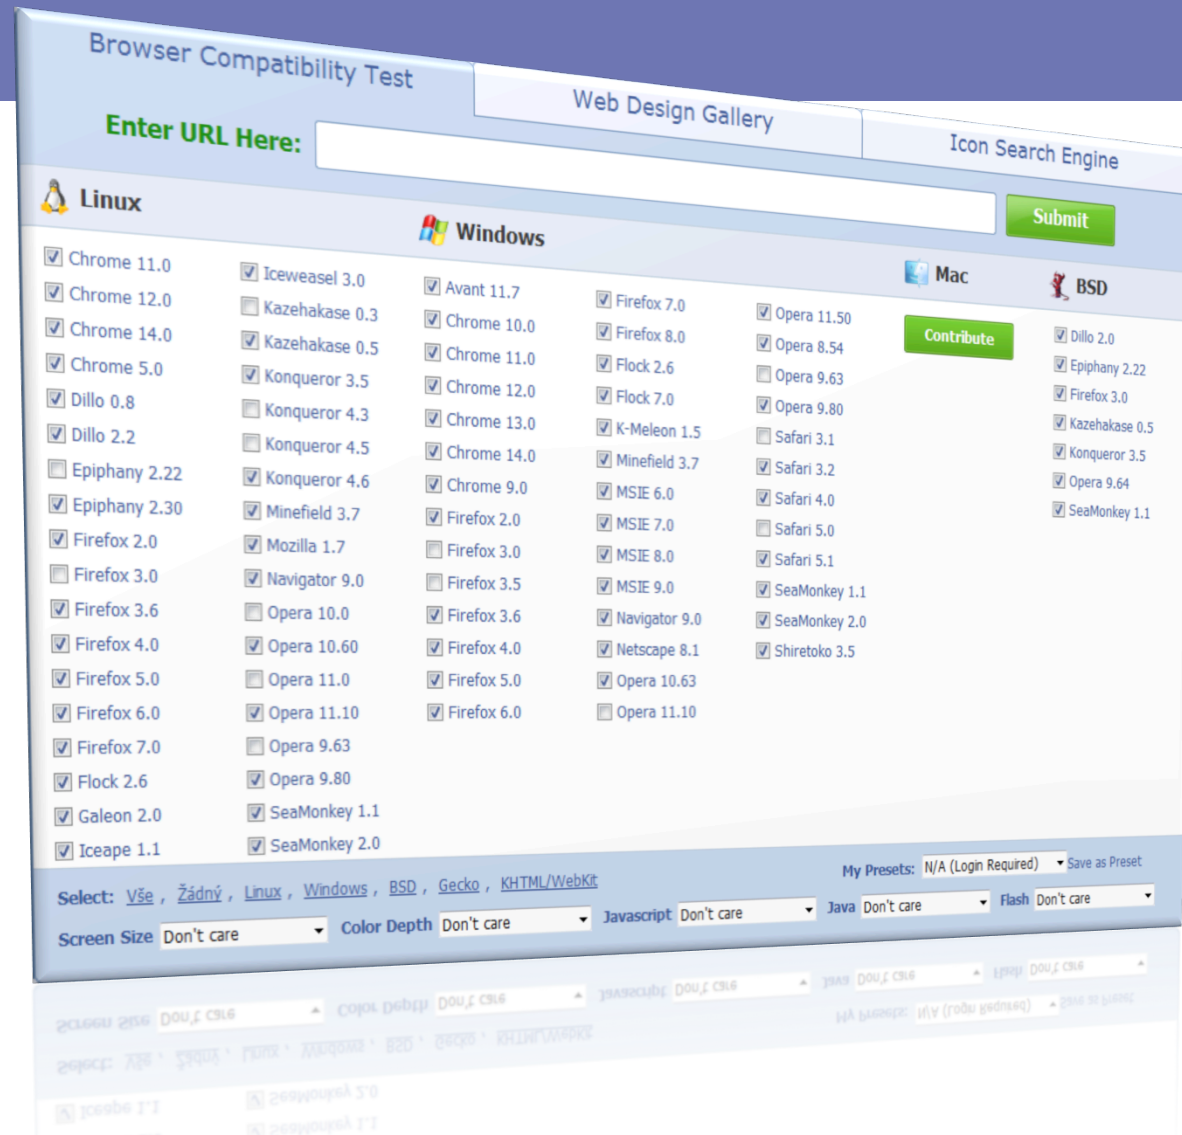 Browser Compatibility Test
Web Design Gallery
Icon Search Engine
Enter URL Here:
Submit
Linux
Windows
Mac
BSD
Chrome 11.0
Chrome 12.0
Chrome 14.0
Chrome 5.0
Dillo 0.8
Dillo 2.2
Epiphany 2.22
Epiphany 2.30
Firefox 2.0
Firefox 3.0
Firefox 3.6
Firefox 4.0
Firefox 5.0
Firefox 6.0
Firefox 7.0
Flock 2.6
Galeon 2.0
Iceape 1.1
Iceweasel 3.0
Kazehakase 0.3
Kazehakase 0.5
Konqueror 3.5
Konqueror 4.3
Konqueror 4.5
Konqueror 4.6
Minefield 3.7
Mozilla 1.7
Navigator 9.0
Opera 10.0
Opera 10.60
Opera 11.0
Opera 11.10
Opera 9.63
Opera 9.80
SeaMonkey 1.1
SeaMonkey 2.0
Avant 11.7
Chrome 10.0
Chrome 11.0
Chrome 12.0
Chrome 13.0
Chrome 14.0
Chrome 9.0
Firefox 2.0
Firefox 3.0
Firefox 3.5
Firefox 3.6
Firefox 4.0
Firefox 5.0
Firefox 6.0
Firefox 7.0
Firefox 8.0
Flock 2.6
Flock 7.0
K-Meleon 1.5
Minefield 3.7
MSIE 6.0
MSIE 7.0
MSIE 8.0
MSIE 9.0
Navigator 9.0
Netscape 8.1
Opera 10.63
Opera 11.10
Opera 11.50
Opera 8.54
Opera 9.63
Opera 9.80
Safari 3.1
Safari 3.2
Safari 4.0
Safari 5.0
Safari 5.1
SeaMonkey 1.1
SeaMonkey 2.0
Shiretoko 3.5
Contribute
Dillo 2.0
Epiphany 2.22
Firefox 3.0
Kazehakase 0.5
Konqueror 3.5
Opera 9.64
SeaMonkey 1.1
Select: Vše , Žádný , Linux , Windows , BSD , Gecko , KHTML/WebKit
My Presets: N/A (Login Required) Save as Preset
Screen Size Don't care Color Depth Don't care Javascript Don't care Java Don't care Flash Don't care